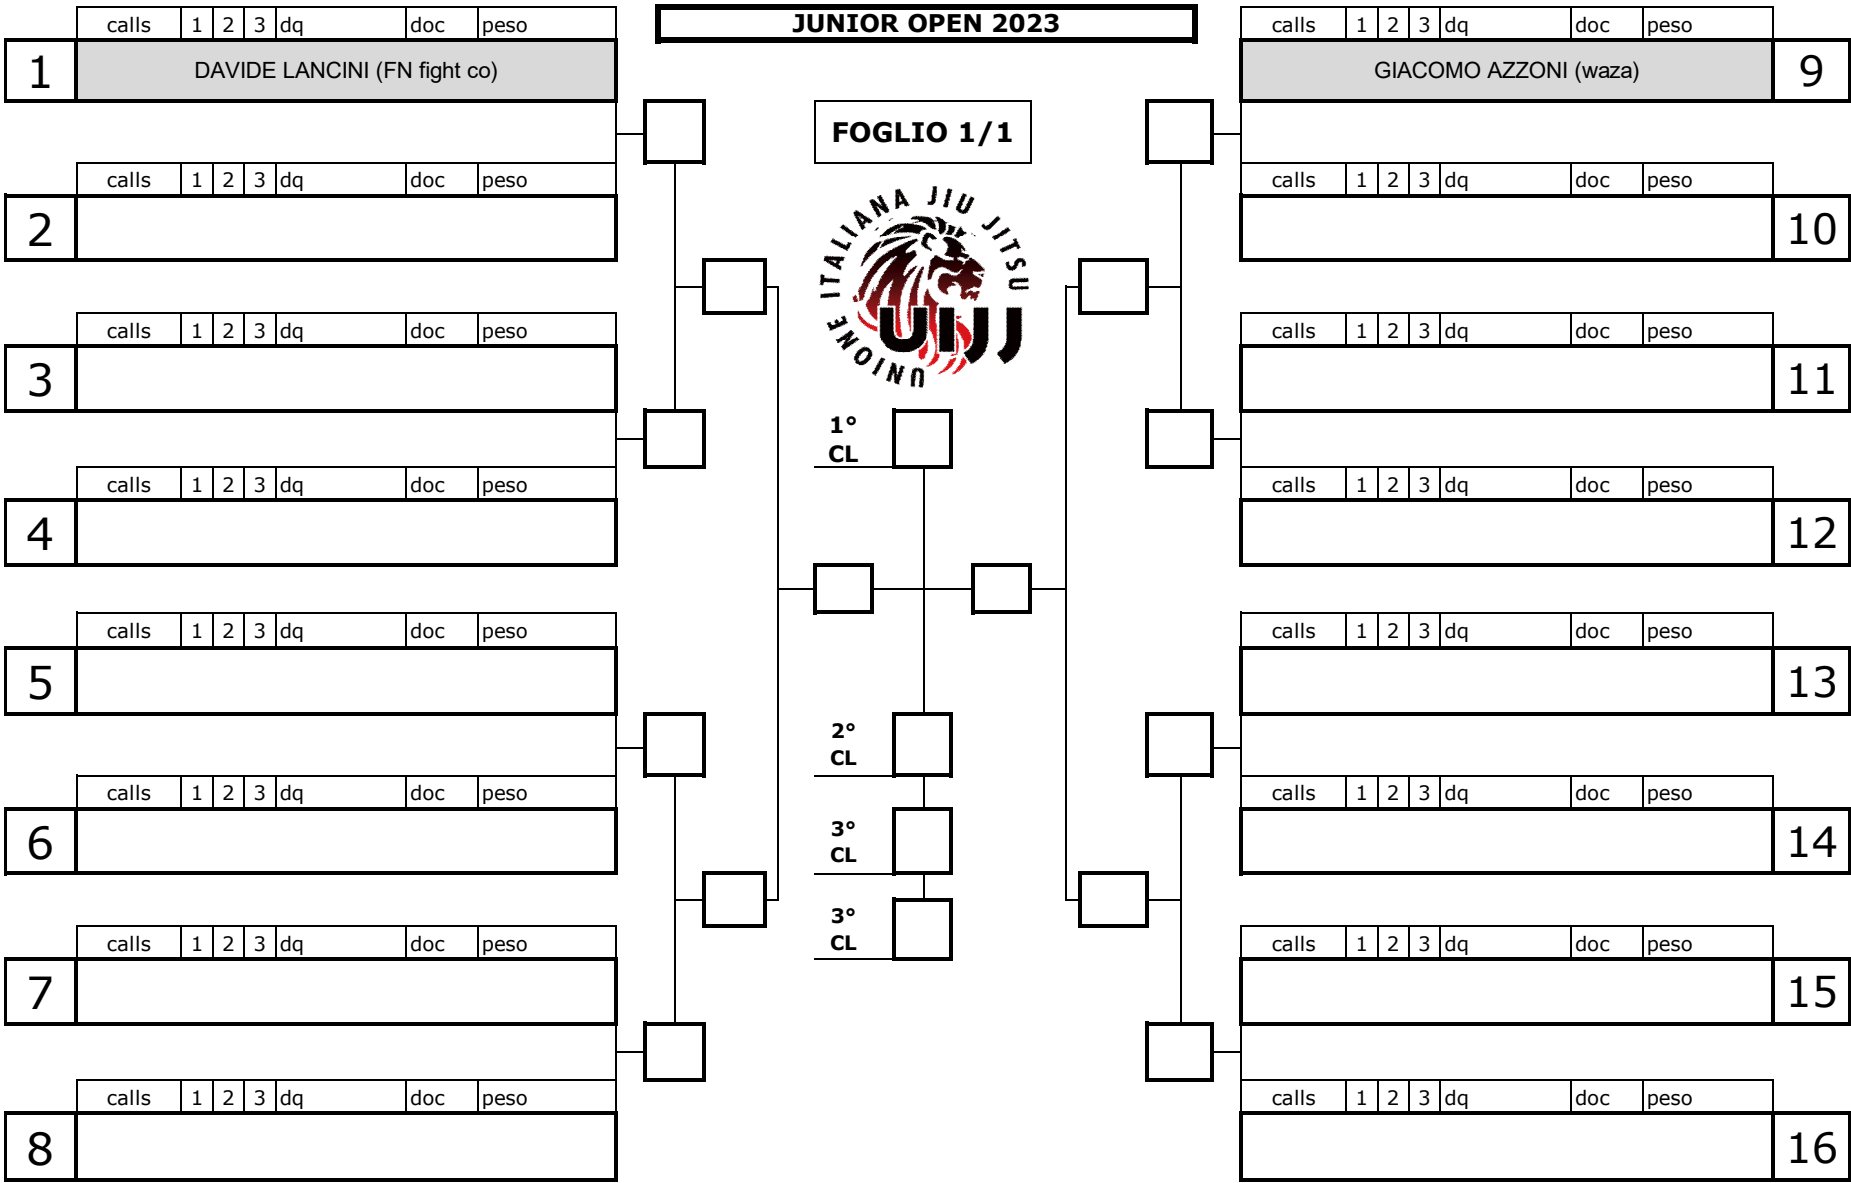 JUNIOR OPEN 2023
FOGLIO 1/1
UNIONE ITALIANA JIU JITSU
UIJJ
calls 1 2 3 dq doc peso
1 DAVIDE LANCINI (FN fight co)
calls 1 2 3 dq doc peso
2
calls 1 2 3 dq doc peso
3
calls 1 2 3 dq doc peso
4
calls 1 2 3 dq doc peso
5
calls 1 2 3 dq doc peso
6
calls 1 2 3 dq doc peso
7
calls 1 2 3 dq doc peso
8
1°
CL
2°
CL
3°
CL
3°
CL
calls 1 2 3 dq doc peso
GIACOMO AZZONI (waza) 9
calls 1 2 3 dq doc peso
10
calls 1 2 3 dq doc peso
11
calls 1 2 3 dq doc peso
12
calls 1 2 3 dq doc peso
13
calls 1 2 3 dq doc peso
14
calls 1 2 3 dq doc peso
15
calls 1 2 3 dq doc peso
16